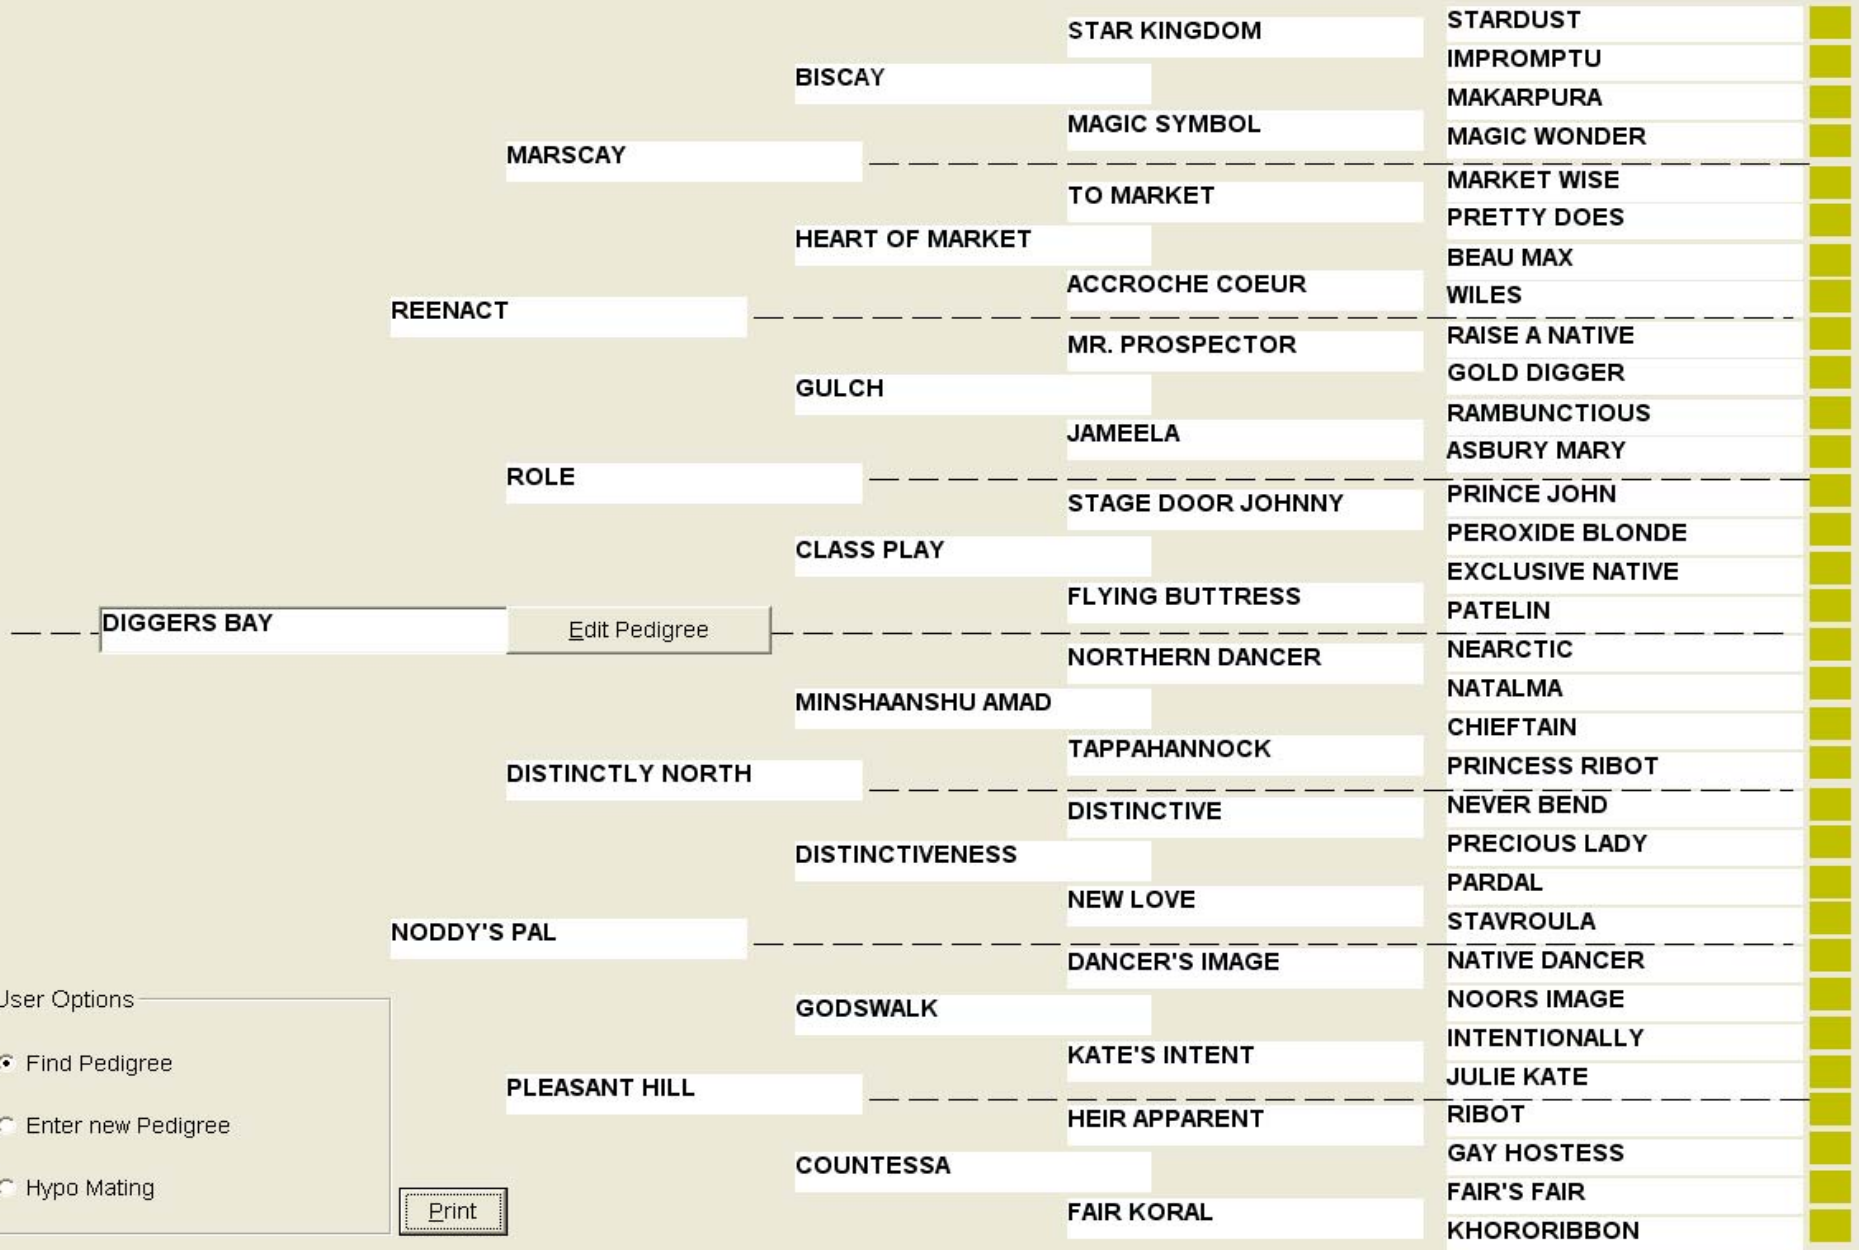 STAR KINGDOM
STARDUST
IMPROMPTU
BISCAY
MAKARPURA
MAGIC SYMBOL
MAGIC WONDER
MARSCAY
MARKET WISE
TO MARKET
PRETTY DOES
HEART OF MARKET
BEAU MAX
ACCROCHE COEUR
WILES
REENACT
RAISE A NATIVE
MR. PROSPECTOR
GOLD DIGGER
GULCH
RAMBUNCTIOUS
JAMEELA
ASBURY MARY
ROLE
PRINCE JOHN
STAGE DOOR JOHNNY
PEROXIDE BLONDE
CLASS PLAY
EXCLUSIVE NATIVE
FLYING BUTTRESS
PATELIN
DIGGERS BAY
Edit Pedigree
NEARCTIC
NORTHERN DANCER
NATALMA
MINSHAANSHU AMAD
CHIEFTAIN
TAPPAHANNOCK
PRINCESS RIBOT
DISTINCTLY NORTH
NEVER BEND
DISTINCTIVE
PRECIOUS LADY
DISTINCTIVENESS
PARDAL
NEW LOVE
STAVROULA
NODDY'S PAL
NATIVE DANCER
DANCER'S IMAGE
NOORS IMAGE
GODSWALK
INTENTIONALLY
KATE'S INTENT
JULIE KATE
PLEASANT HILL
RIBOT
HEIR APPARENT
GAY HOSTESS
COUNTESSA
FAIR'S FAIR
FAIR KORAL
KHORORIBBON
User Options
Find Pedigree
Enter new Pedigree
Hypo Mating
Print